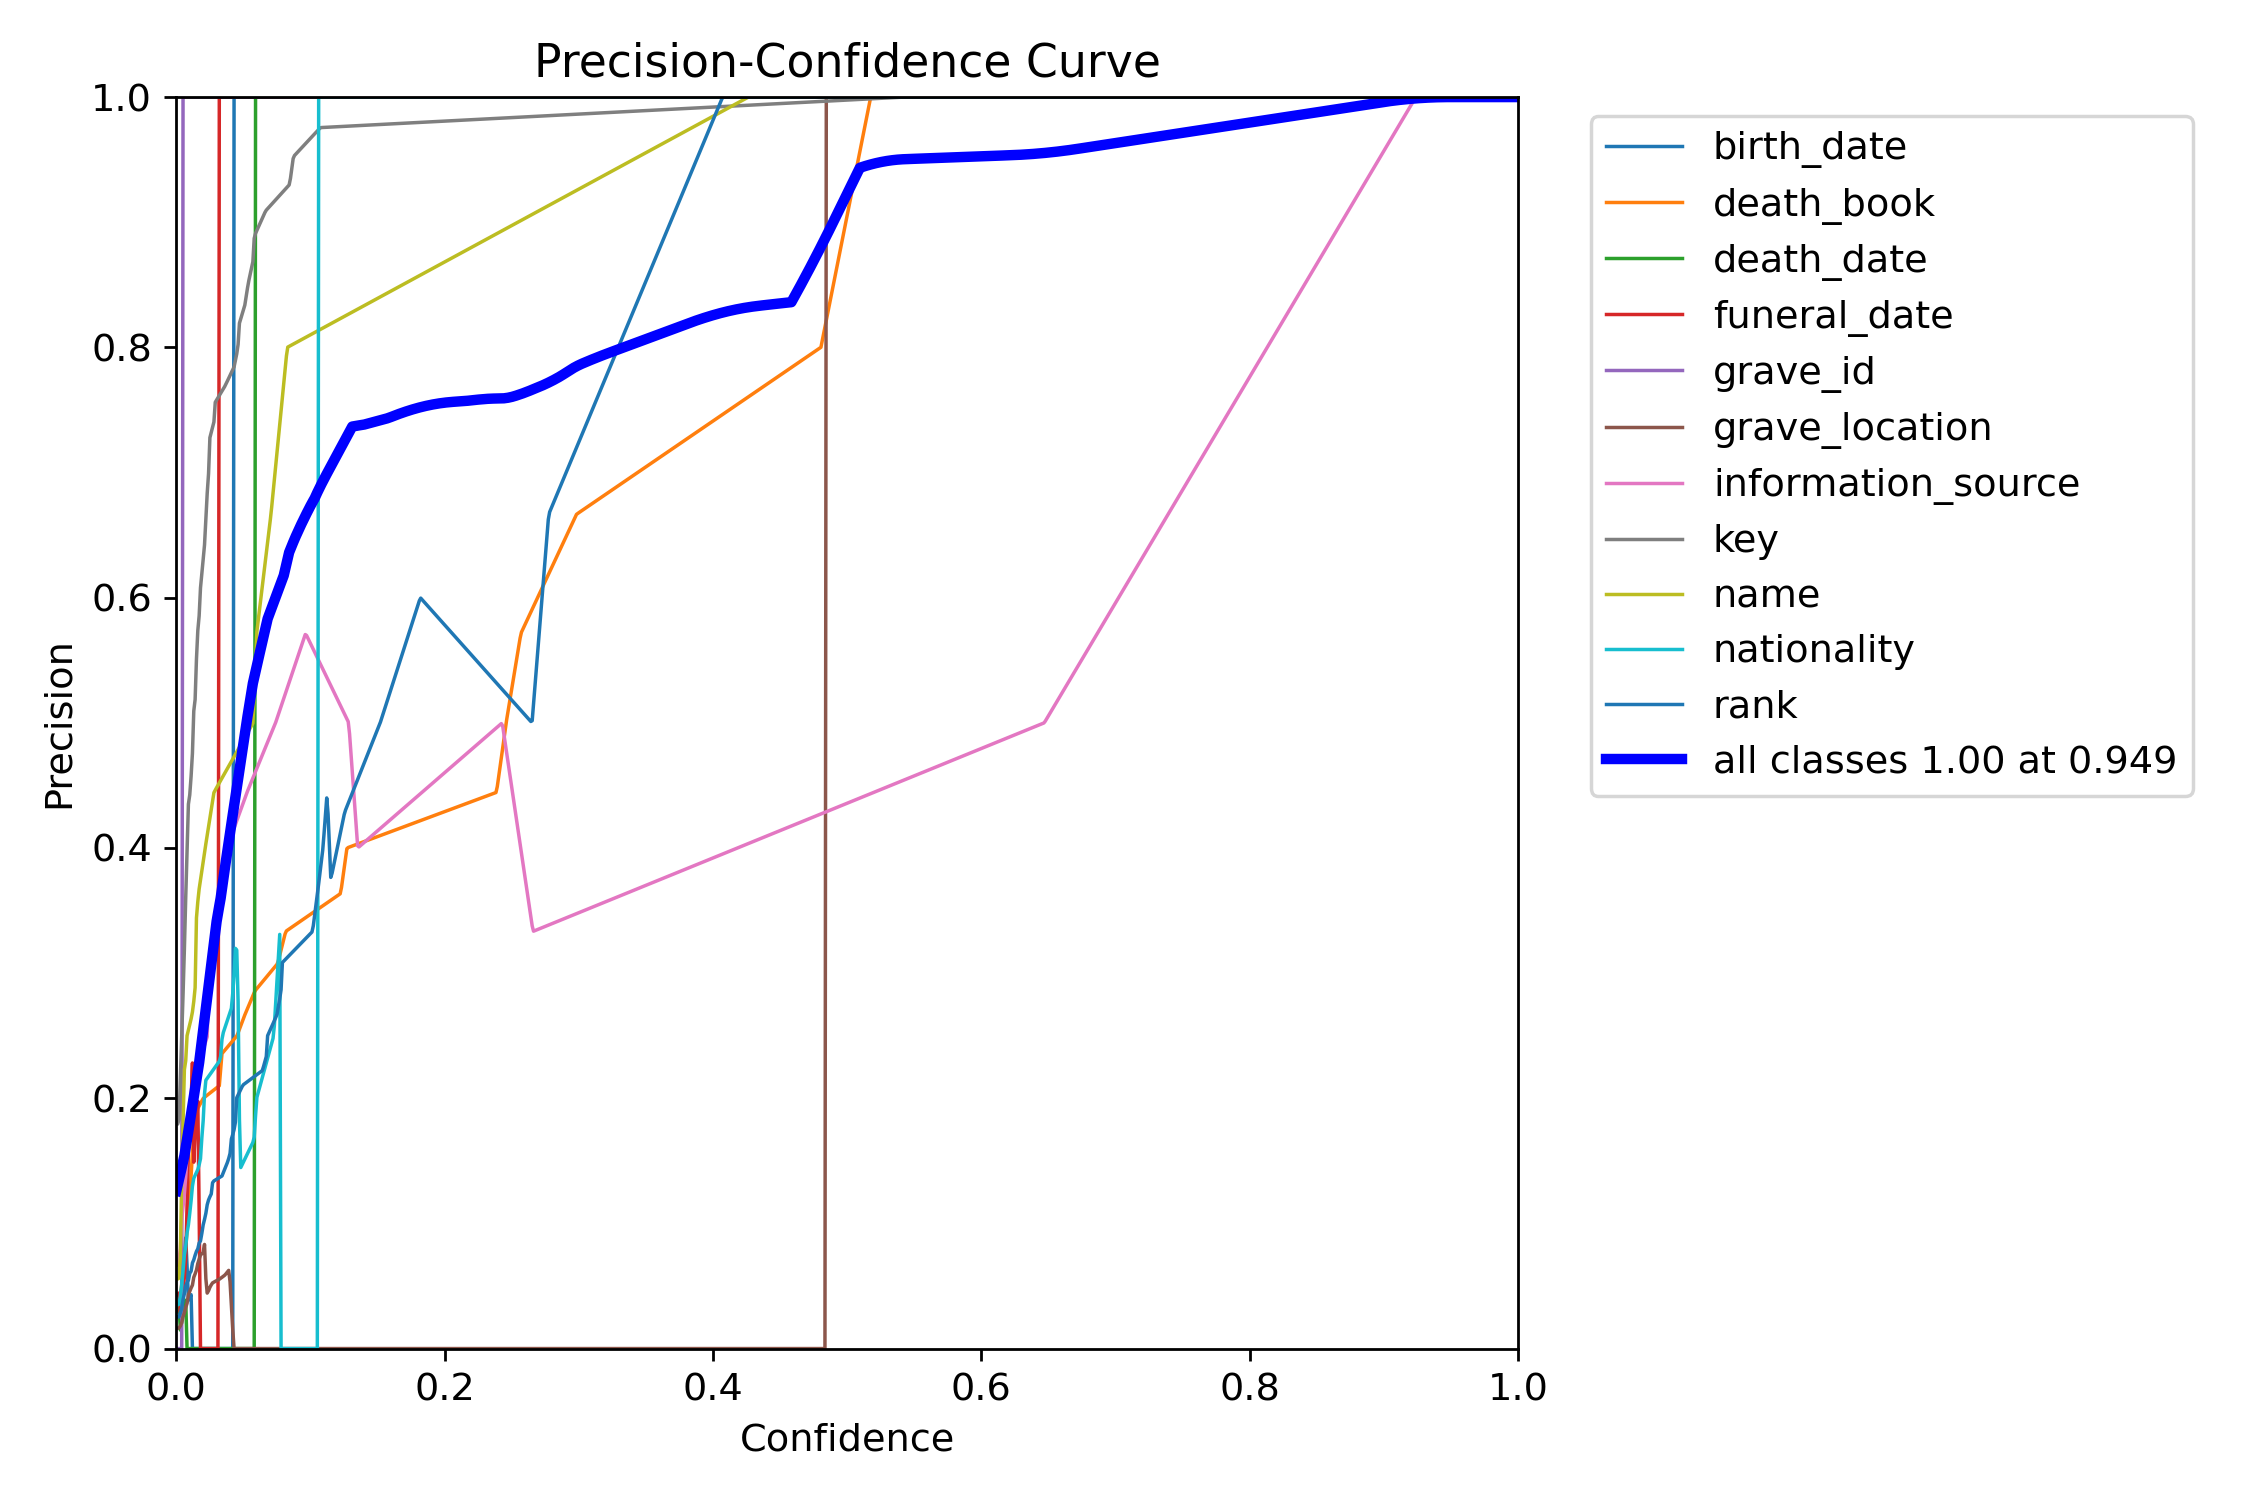 Precision-Confidence Curve
1.0
0.8
0.6
0.4
0.2
0.0
Precision
0.0 0.2 0.4 0.6 0.8 1.0
Confidence
birth_date
death_book
death_date
funeral_date
grave_id
grave_location
information_source
key
name
nationality
rank
all classes 1.00 at 0.949